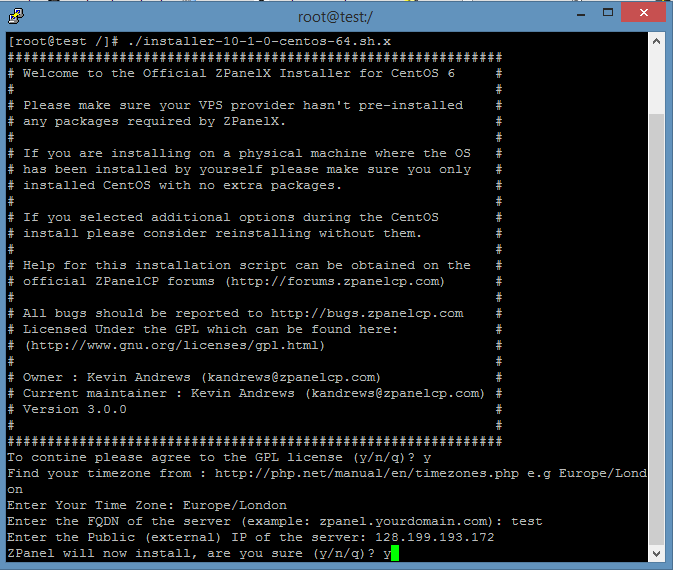 root@test:/
[root@test /]# ./installer-10-1-0-centos-64.sh.x
##############################################################
# Welcome to the Official ZPanelX Installer for CentOS 6 #
# #
# Please make sure your VPS provider hasn't pre-installed #
# any packages required by ZPanelX. #
# #
# If you are installing on a physical machine where the OS #
# has been installed by yourself please make sure you only #
# installed CentOS with no extra packages. #
# #
# If you selected additional options during the CentOS #
# install please consider reinstalling without them. #
# #
# Help for this installation script can be obtained on the #
# official ZPanelCP forums (http://forums.zpanelcp.com) #
# #
# All bugs should be reported to http://bugs.zpanelcp.com #
# Licensed Under the GPL which can be found here: #
# (http://www.gnu.org/licenses/gpl.html) #
# #
# Owner : Kevin Andrews (kandrews@zpanelcp.com) #
# Current maintainer : Kevin Andrews (kandrews@zpanelcp.com) #
# Version 3.0.0 #
# #
##############################################################
To contine please agree to the GPL license (y/n/q)? y
Find your timezone from : http://php.net/manual/en/timezones.php e.g Europe/Lond
on
Enter Your Time Zone: Europe/London
Enter the FQDN of the server (example: zpanel.yourdomain.com): test
Enter the Public (external) IP of the server: 128.199.193.172
ZPanel will now install, are you sure (y/n/q)? y